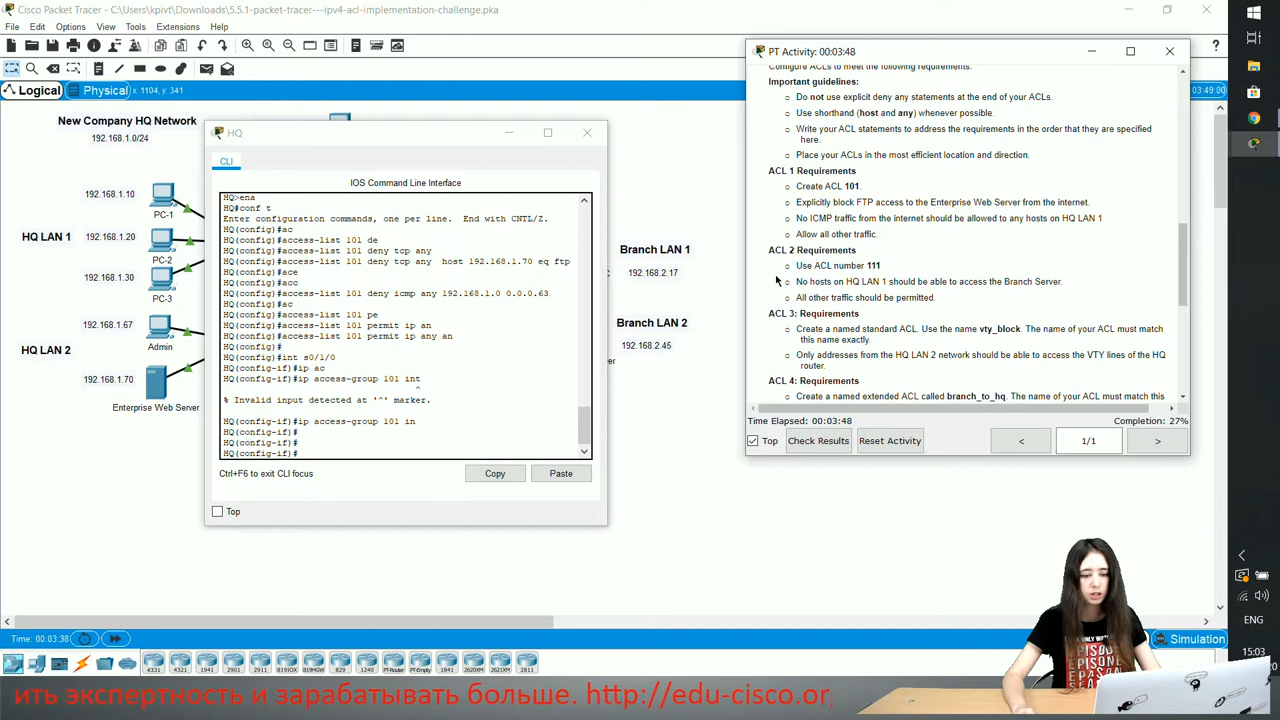 Cisco Packet Tracer - C:\Users\kpivt\Downloads\5.5.1-packet-tracer---ipv4-acl-implementation-challenge.pka
File Edit Options View Tools Extensions Help
Logical Physical x: 1104, y: 341
03:49:00
New Company HQ Network
192.168.1.0/24
192.168.1.10
PC-1
HQ LAN 1
192.168.1.20
PC-2
192.168.1.30
PC-3
192.168.1.67
Admin
HQ LAN 2
192.168.1.70
Enterprise Web Server
Branch LAN 1
192.168.2.17
Branch LAN 2
192.168.2.45
HQ
CLI
IOS Command Line Interface
HQ>ena
HQ#conf t
Enter configuration commands, one per line. End with CNTL/Z.
HQ(config)#ac
HQ(config)#access-list 101 de
HQ(config)#access-list 101 deny tcp any
HQ(config)#access-list 101 deny tcp any host 192.168.1.70 eq ftp
HQ(config)#ace
HQ(config)#acc
HQ(config)#access-list 101 deny icmp any 192.168.1.0 0.0.0.63
HQ(config)#ac
HQ(config)#access-list 101 pe
HQ(config)#access-list 101 permit ip an
HQ(config)#access-list 101 permit ip any an
HQ(config)#
HQ(config)#int s0/1/0
HQ(config-if)#ip ac
HQ(config-if)#ip access-group 101 int
^
% Invalid input detected at '^' marker.
HQ(config-if)#ip access-group 101 in
HQ(config-if)#
HQ(config-if)#
HQ(config-if)#
Ctrl+F6 to exit CLI focus
Copy
Paste
Top
PT Activity: 00:03:48
Configure ACLs to meet the following requirements.
Important guidelines:
Do not use explicit deny any statements at the end of your ACLs.
Use shorthand (host and any) whenever possible.
Write your ACL statements to address the requirements in the order that they are specified
here.
Place your ACLs in the most efficient location and direction.
ACL 1 Requirements
Create ACL 101.
Explicitly block FTP access to the Enterprise Web Server from the internet.
No ICMP traffic from the internet should be allowed to any hosts on HQ LAN 1
Allow all other traffic.
ACL 2 Requirements
Use ACL number 111
No hosts on HQ LAN 1 should be able to access the Branch Server.
All other traffic should be permitted.
ACL 3: Requirements
Create a named standard ACL. Use the name vty_block. The name of your ACL must match
this name exactly.
Only addresses from the HQ LAN 2 network should be able to access the VTY lines of the HQ
router.
ACL 4: Requirements
Create a named extended ACL called branch_to_hq. The name of your ACL must match this
Time Elapsed: 00:03:48
Completion: 27%
Top Check Results Reset Activity < 1/1 >
Time: 00:03:38
Simulation
4331 4321 1941 2901 2911 819IOX 819HGW 829 1240 PT-Router PT-Empty 1841 2620XM 2621XM 2811
ENG
15:03
ить экспертность и зарабатывать больше. http://edu-cisco.or